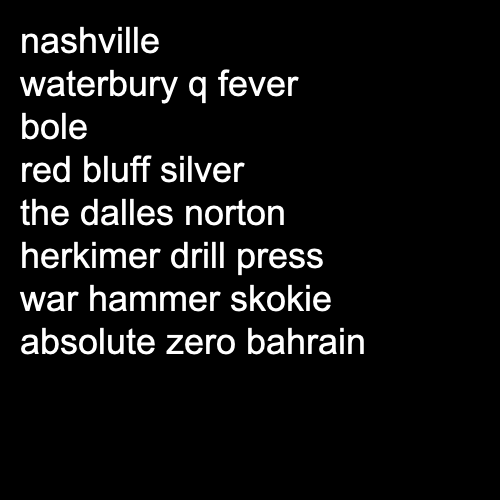 nashville
waterbury q fever
bole
red bluff silver
the dalles norton
herkimer drill press
war hammer skokie
absolute zero bahrain